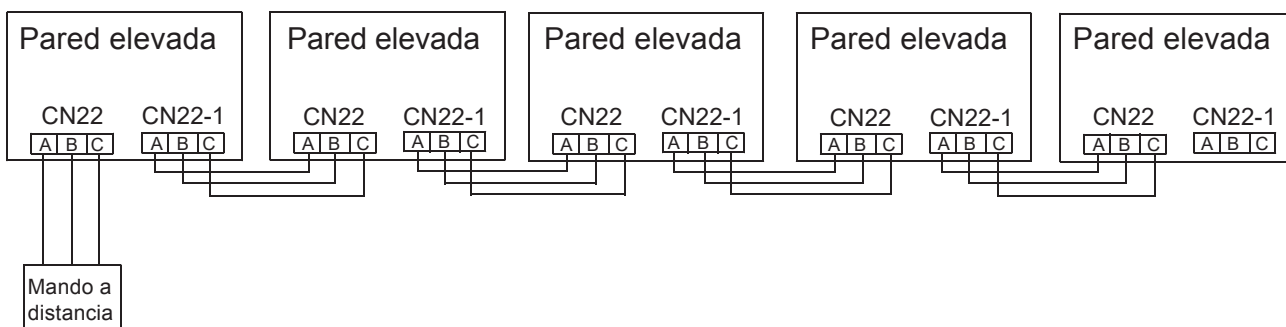 Pared elevada Pared elevada Pared elevada Pared elevada Pared elevada
CN22 CN22-1 CN22 CN22-1 CN22 CN22-1 CN22 CN22-1 CN22 CN22-1
A B C A B C A B C A B C A B C A B C A B C A B C A B C A B C
Mando a
distancia